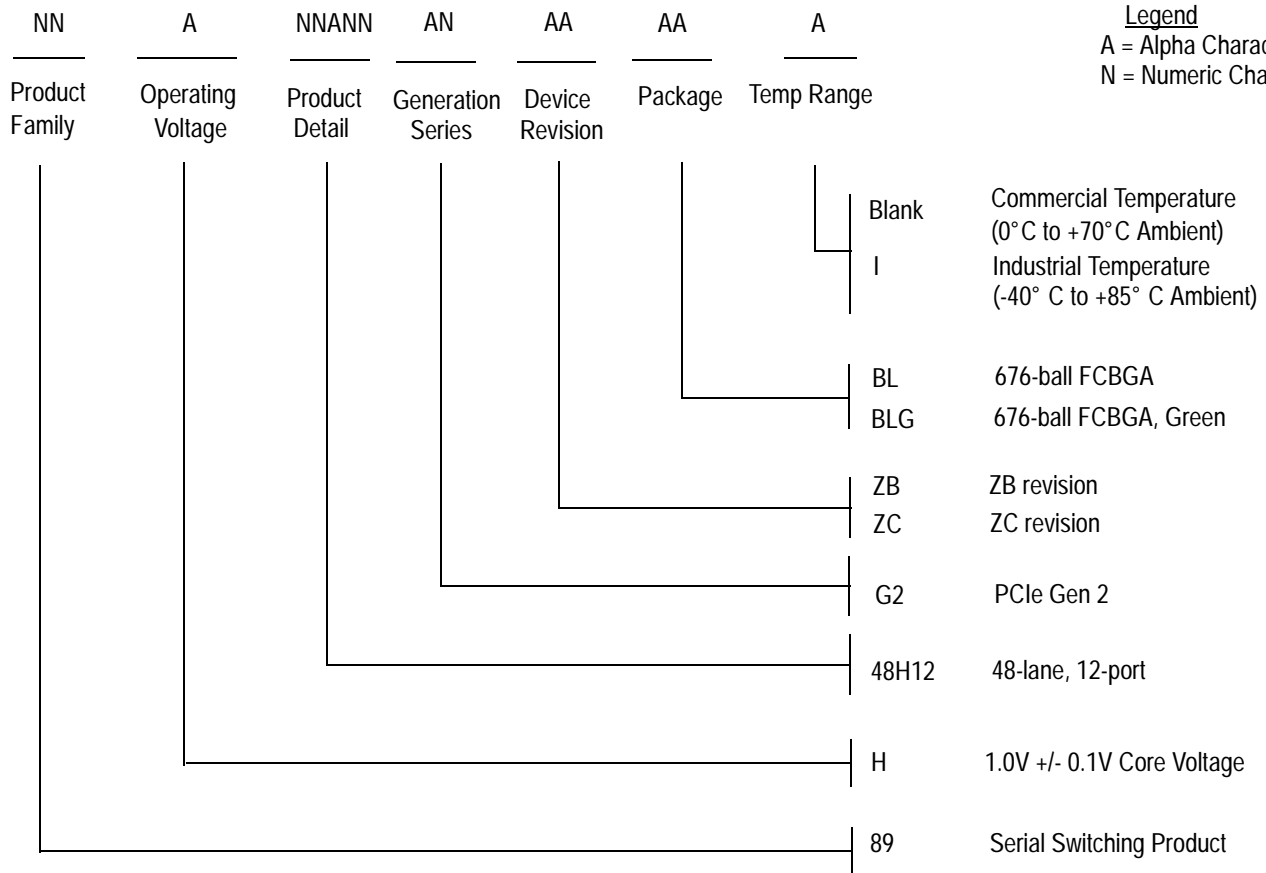 NN A NNANN AN AA AA A
Legend
A = Alpha
N = Numeric
Product Family
Operating Voltage
Product Detail
Generation Series
Device Revision
Package
Temp Range
Blank Commercial Temperature
(0°C to +70°C Ambient)
I Industrial Temperature
(-40° C to +85° C Ambient)
BL 676-ball FCBGA
BLG 676-ball FCBGA, Green
ZB ZB revision
ZC ZC revision
G2 PCIe Gen 2
48H12 48-lane, 12-port
H 1.0V +/- 0.1V Core Voltage
89 Serial Switching Product